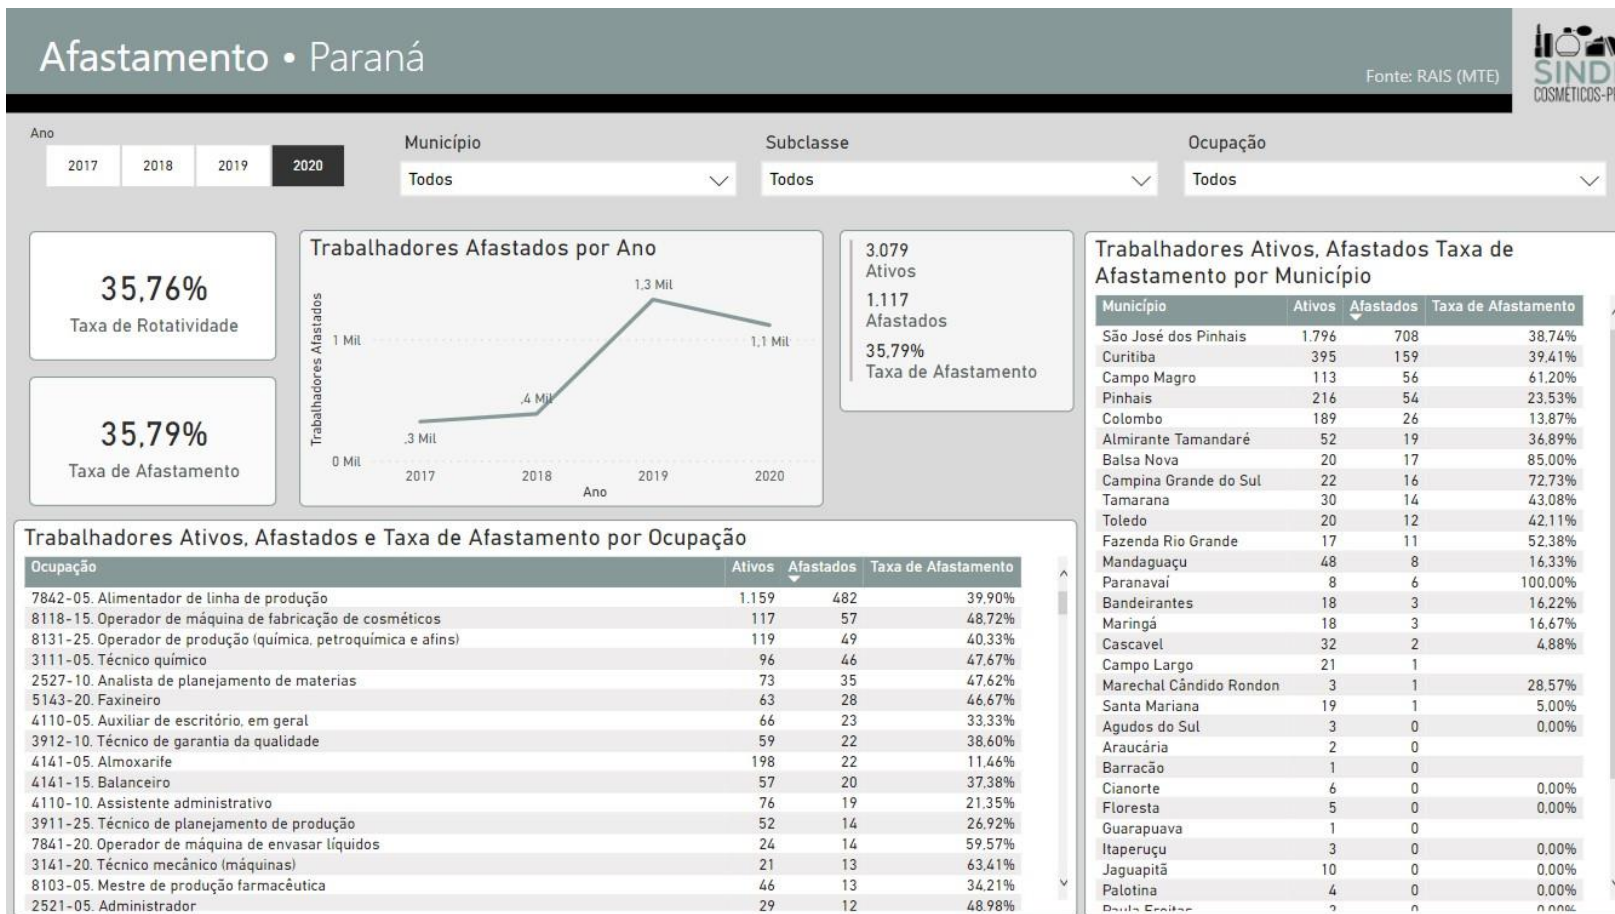 Afastamento • Paraná
Fonte: RAIS (MTE)
COSMÉTICOS-P
Ano
2017 2018 2019 2020
Município
Todos
Subclasse
Todos
Ocupação
Todos
35,76%
Taxa de Rotatividade
35,79%
Taxa de Afastamento
Trabalhadores Afastados por Ano
Trabalhadores Afastados
1,3 Mil
1 Mil
1,1 Mil
,4 Mil
,3 Mil
0 Mil
2017 2018 2019 2020
Ano
3.079
Ativos
1.117
Afastados
35,79%
Taxa de Afastamento
Trabalhadores Ativos, Afastados Taxa de
Afastamento por Município
Município Ativos Afastados Taxa de Afastamento
São José dos Pinhais 1.796 708 38,74%
Curitiba 395 159 39,41%
Campo Magro 113 56 61,20%
Pinhais 216 54 23,53%
Colombo 189 26 13,87%
Almirante Tamandaré 52 19 36,89%
Balsa Nova 20 17 85,00%
Campina Grande do Sul 22 16 72,73%
Tamarana 30 14 43,08%
Toledo 20 12 42,11%
Fazenda Rio Grande 17 11 52,38%
Mandaguaçu 48 8 16,33%
Paranavaí 8 6 100,00%
Bandeirantes 18 3 16,22%
Maringá 18 3 16,67%
Cascavel 32 2 4,88%
Campo Largo 21 1
Marechal Cândido Rondon 3 1 28,57%
Santa Mariana 19 1 5,00%
Agudos do Sul 3 0 0,00%
Araucária 2 0
Barracão 1 0
Cianorte 6 0 0,00%
Floresta 5 0 0,00%
Guarapuava 1 0
Itaperuçu 3 0 0,00%
Jaguapitã 10 0 0,00%
Palotina 4 0 0,00%
Paula Freitas 2 0 0,00%
Trabalhadores Ativos, Afastados e Taxa de Afastamento por Ocupação
Ocupação Ativos Afastados Taxa de Afastamento
7842-05. Alimentador de linha de produção 1.159 482 39,90%
8118-15. Operador de máquina de fabricação de cosméticos 117 57 48,72%
8131-25. Operador de produção (química, petroquímica e afins) 119 49 40,33%
3111-05. Técnico químico 96 46 47,67%
2527-10. Analista de planejamento de materias 73 35 47,62%
5143-20. Faxineiro 63 28 46,67%
4110-05. Auxiliar de escritório, em geral 66 23 33,33%
3912-10. Técnico de garantia da qualidade 59 22 38,60%
4141-05. Almoxarife 198 22 11,46%
4141-15. Balanceiro 57 20 37,38%
4110-10. Assistente administrativo 76 19 21,35%
3911-25. Técnico de planejamento de produção 52 14 26,92%
7841-20. Operador de máquina de envasar líquidos 24 14 59,57%
3141-20. Técnico mecânico (máquinas) 21 13 63,41%
8103-05. Mestre de produção farmacêutica 46 13 34,21%
2521-05. Administrador 29 12 48,98%